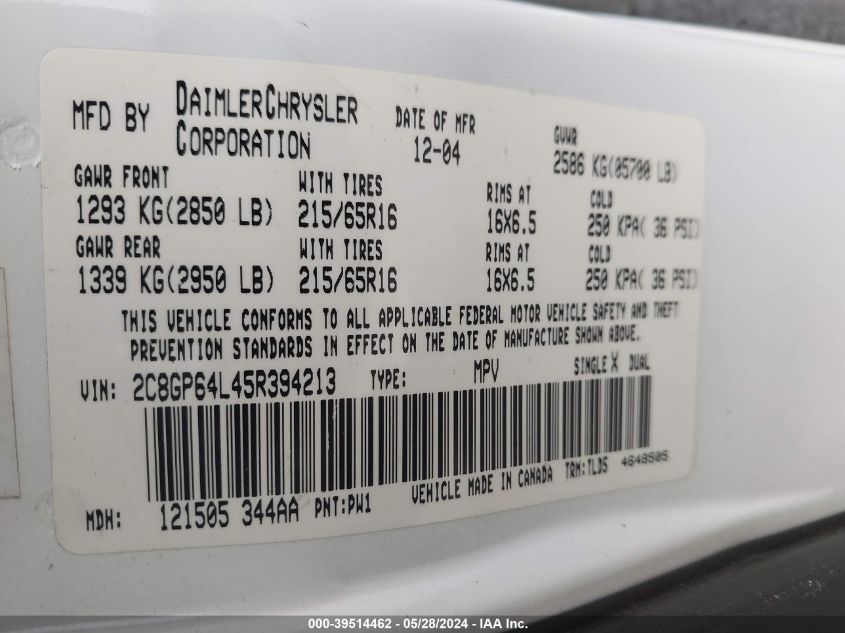 MFD BY DAIMLERCHRYSLER CORPORATION DATE OF MFR 12-04 GVWR 2586 KG(05700 LB)
GAWR FRONT WITH TIRES RIMS AT COLD
1293 KG(2850 LB) 215/65R16 16X6.5 250 KPA( 36 PSI)
GAWR REAR WITH TIRES RIMS AT COLD
1339 KG(2950 LB) 215/65R16 16X6.5 250 KPA( 36 PSI)
THIS VEHICLE CONFORMS TO ALL APPLICABLE FEDERAL MOTOR VEHICLE SAFETY AND THEFT
PREVENTION STANDARDS IN EFFECT ON THE DATE OF MANUFACTURE SHOWN ABOVE.
VIN: 2C8GP64L45R394213 TYPE: MPV SINGLE X DUAL
MDH: 121505 344AA PNT:PW1 VEHICLE MADE IN CANADA TRM:TLD5 4648505
000-39514462 - 05/28/2024 - IAA Inc.